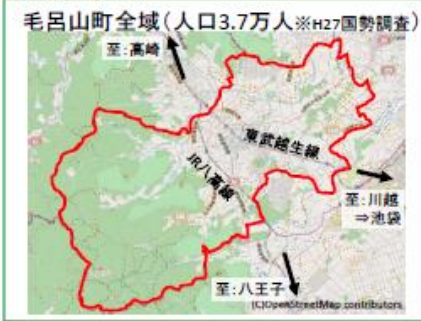 毛呂山町全域(人口3.7万人※H27国勢調査)
至:高崎
東武越生線
JR八高線
至:川越
⇒池袋
至:八王子
(C)OpenStreetMap contributors